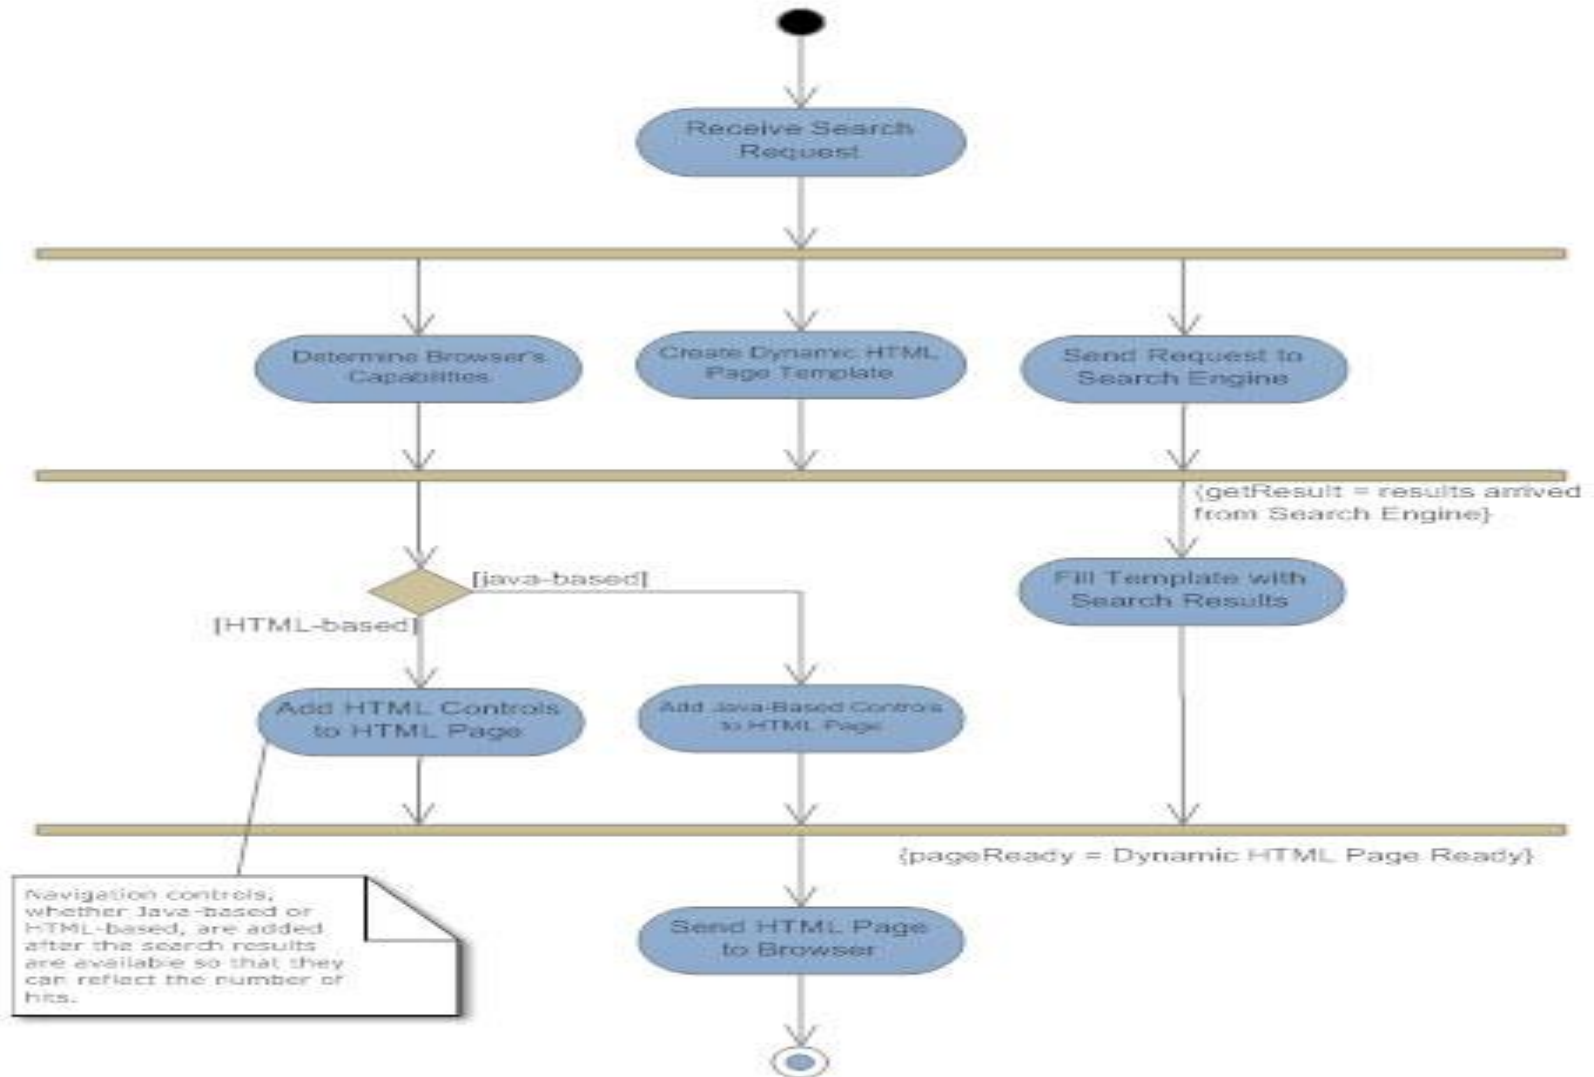 Receive Search
Request
Determine Browser's
Capabilities
Create Dynamic HTML
Page Template
Send Request to
Search Engine
{getResult = results arrived
from Search Engine}
[java-based]
Fill Template with
Search Results
[HTML-based]
Add HTML Controls
to HTML Page
Add Java-Based Controls
to HTML Page
{pageReady = Dynamic HTML Page Ready}
Navigation controls,
whether Java-based or
HTML-based, are added
after the search results
are available so that they
can reflect the number of
hits.
Send HTML Page
to Browser